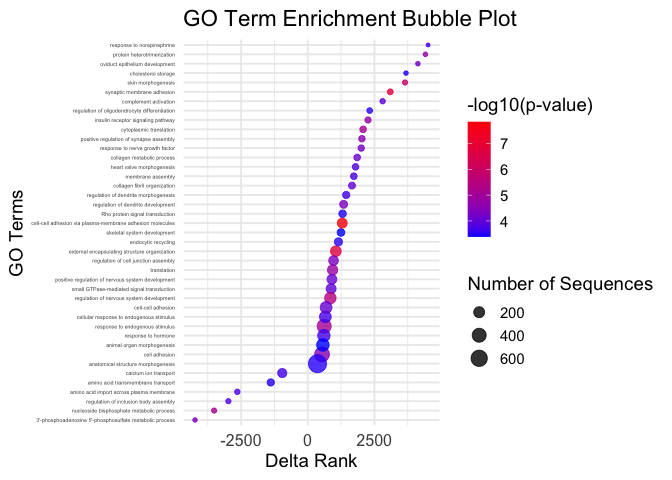 GO Term Enrichment Bubble Plot
GO Terms
response to norepinephrine
protein heterotrimerization
oviduct epithelium development
cholesterol storage
skin morphogenesis
synaptic membrane adhesion
complement activation
regulation of oligodendrocyte differentiation
insulin receptor signaling pathway
cytoplasmic translation
positive regulation of synapse assembly
response to nerve growth factor
collagen metabolic process
heart valve morphogenesis
membrane assembly
collagen fibril organization
regulation of dendrite morphogenesis
regulation of dendrite development
Rho protein signal transduction
cell-cell adhesion via plasma-membrane adhesion molecules
skeletal system development
endocytic recycling
external encapsulating structure organization
regulation of cell junction assembly
translation
positive regulation of nervous system development
small GTPase-mediated signal transduction
regulation of nervous system development
cell-cell adhesion
cellular response to endogenous stimulus
response to endogenous stimulus
response to hormone
animal organ morphogenesis
cell adhesion
anatomical structure morphogenesis
calcium ion transport
amino acid transmembrane transport
amino acid import across plasma membrane
regulation of inclusion body assembly
nucleoside bisphosphate metabolic process
3'-phosphoadenosine 5'-phosphosulfate metabolic process
-2500 0 2500
Delta Rank
-log10(p-value)
7
6
5
4
Number of Sequences
200
400
600